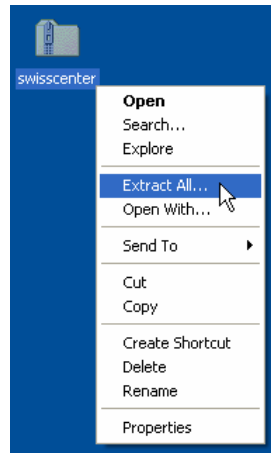 swisscenter
Open
Search...
Explore
Extract All...
Open With...
Send To
Cut
Copy
Create Shortcut
Delete
Rename
Properties